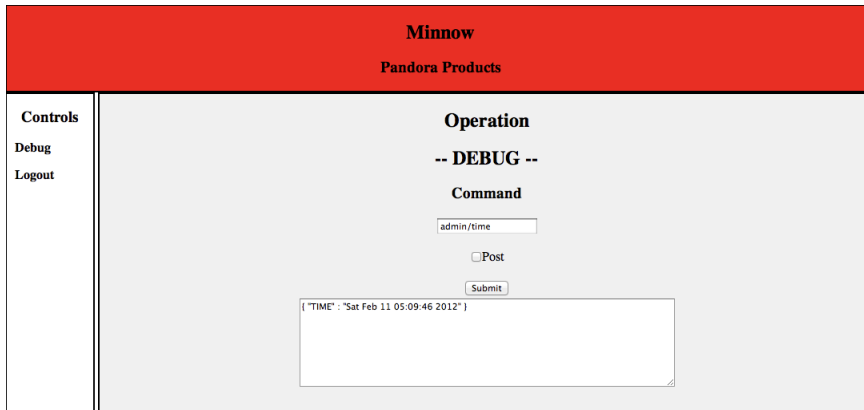 Minnow
Pandora Products
Controls
Debug
Logout
Operation
-- DEBUG --
Command
admin/time
Post
Submit
{ "TIME" : "Sat Feb 11 05:09:46 2012" }